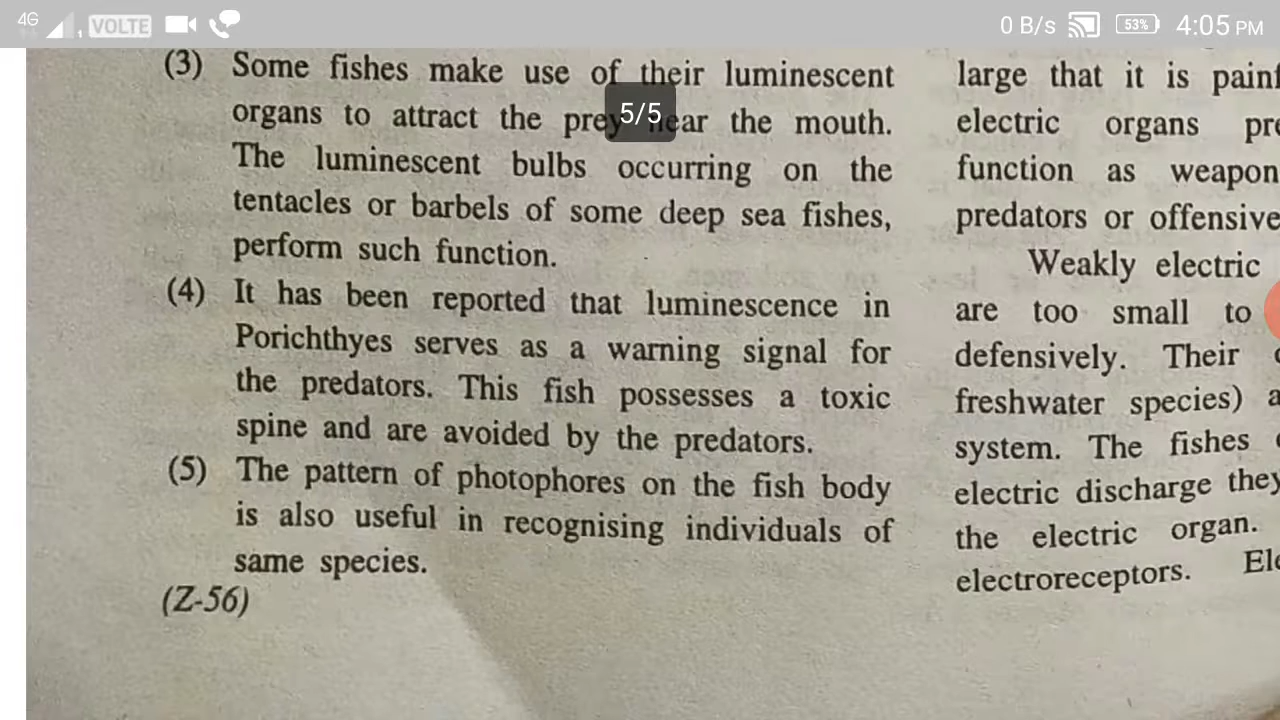 4G VOLTE 0 B/s 53% 4:05 PM
5/5
(3) Some fishes make use of their luminescent
organs to attract the prey near the mouth.
The luminescent bulbs occurring on the
tentacles or barbels of some deep sea fishes,
perform such function.
(4) It has been reported that luminescence in
Porichthyes serves as a warning signal for
the predators. This fish possesses a toxic
spine and are avoided by the predators.
(5) The pattern of photophores on the fish body
is also useful in recognising individuals of
same species.
(Z-56)
large that it is
electric organs
function as weapon
predators or offensive
Weakly electric
are too small to
defensively. Their
freshwater species)
system. The fishes
electric discharge they
the electric organ.
electroreceptors.